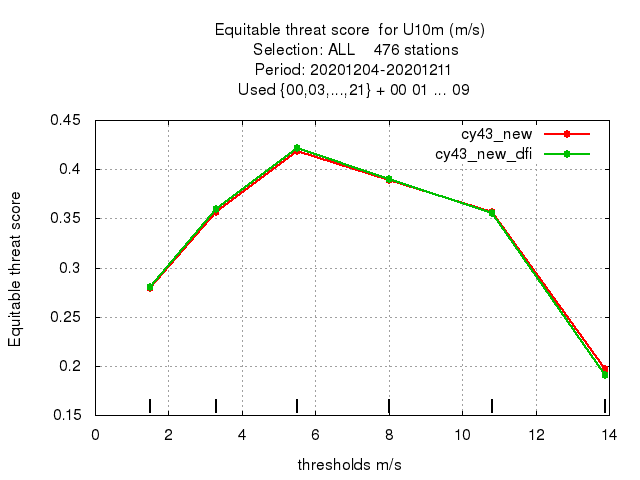 Equitable threat score  for U10m (m/s)
Selection: ALL    476 stations
Period: 20201204-20201211
Used {00,03,...,21} + 00 01 ... 09
0.45
0.4
0.35
0.3
0.25
0.2
0.15
Equitable threat score
cy43_new
cy43_new_dfi
0 2 4 6 8 10 12 14
thresholds m/s